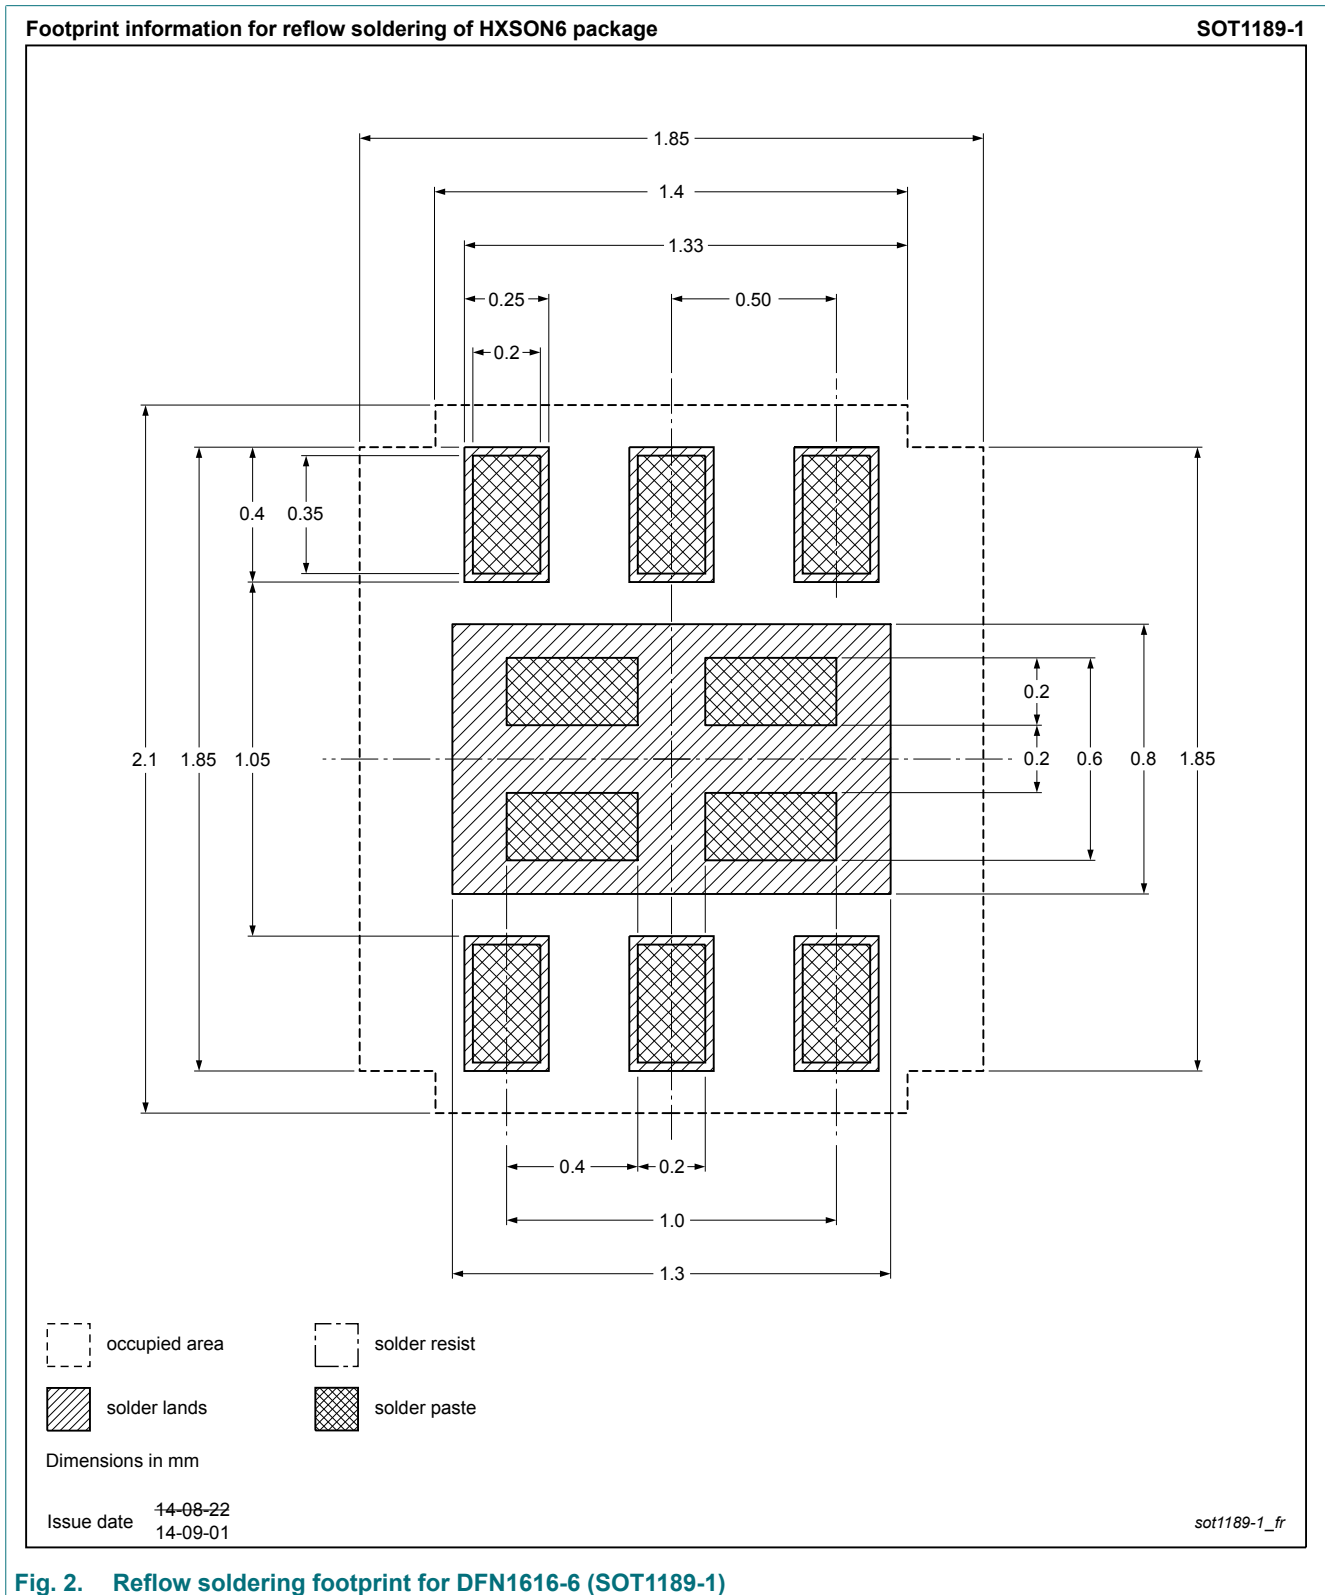 Footprint information for reflow soldering of HXSON6 package SOT1189-1
1.85
1.4
1.33
0.25 0.50
0.2
0.4 0.35
0.2
2.1 1.85 1.05 0.2 0.6 0.8 1.85
0.4 0.2
1.0
1.3
occupied area solder resist
solder lands solder paste
Dimensions in mm
14-08-22
Issue date
14-09-01
sot1189-1_fr
Fig. 2. Reflow soldering footprint for DFN1616-6 (SOT1189-1)